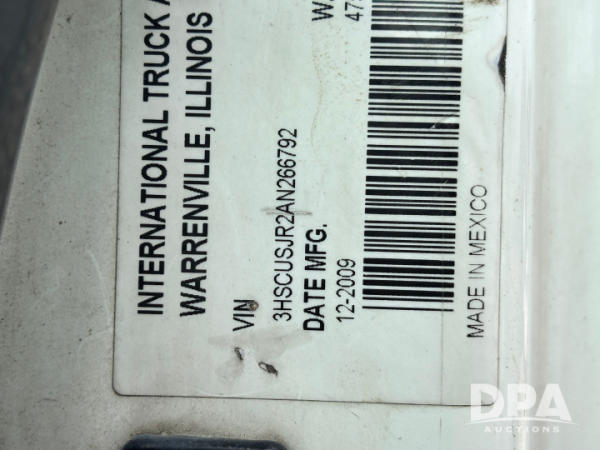 INTERNATIONAL TRUCK
WARRENVILLE, ILLINOIS
VIN
3HSCUSJR2AN266792
DATE MFG.
12-2009
MADE IN MEXICO
DPA
AUCTIONS